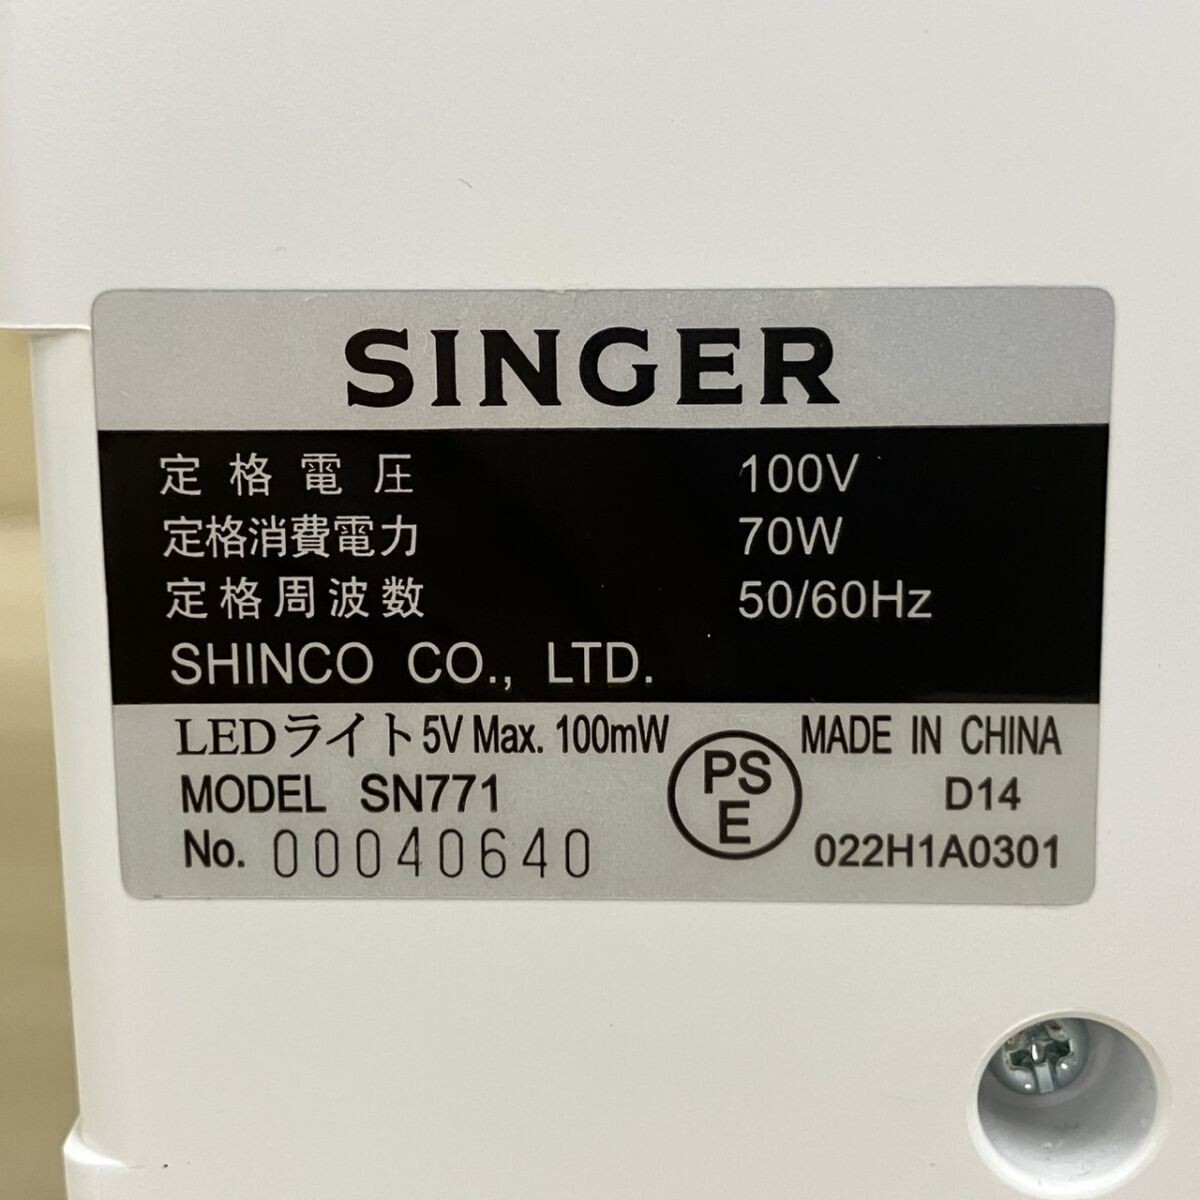 SINGER
定格電圧 100V
定格消費電力 70W
定格周波数 50/60Hz
SHINCO CO., LTD.
LEDライト 5V Max. 100mW
MADE IN CHINA
MODEL SN771
PS
E
D14
No. 00040640
022H1A0301